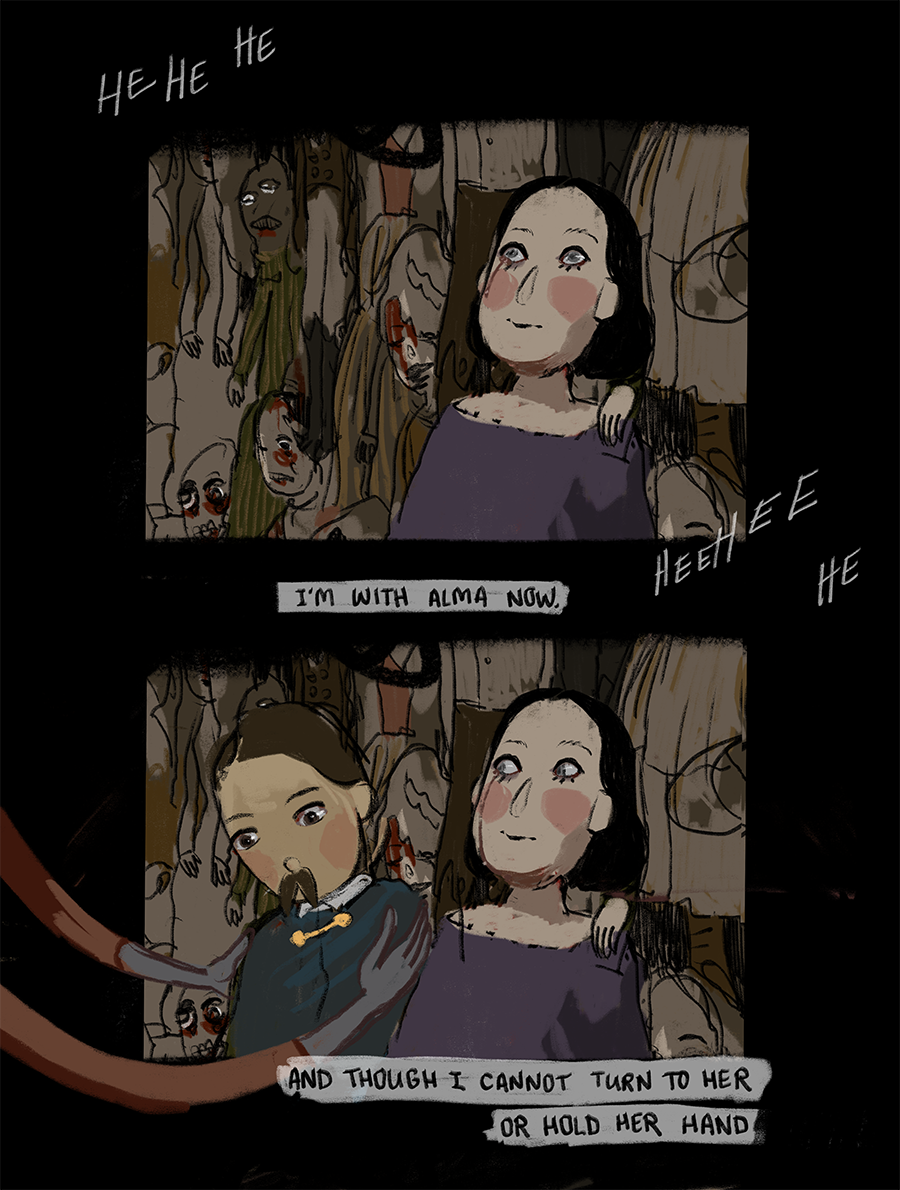 HE HE HE
HEEHEE
HE
I'M WITH ALMA NOW.
AND THOUGH I CANNOT TURN TO HER
OR HOLD HER HAND